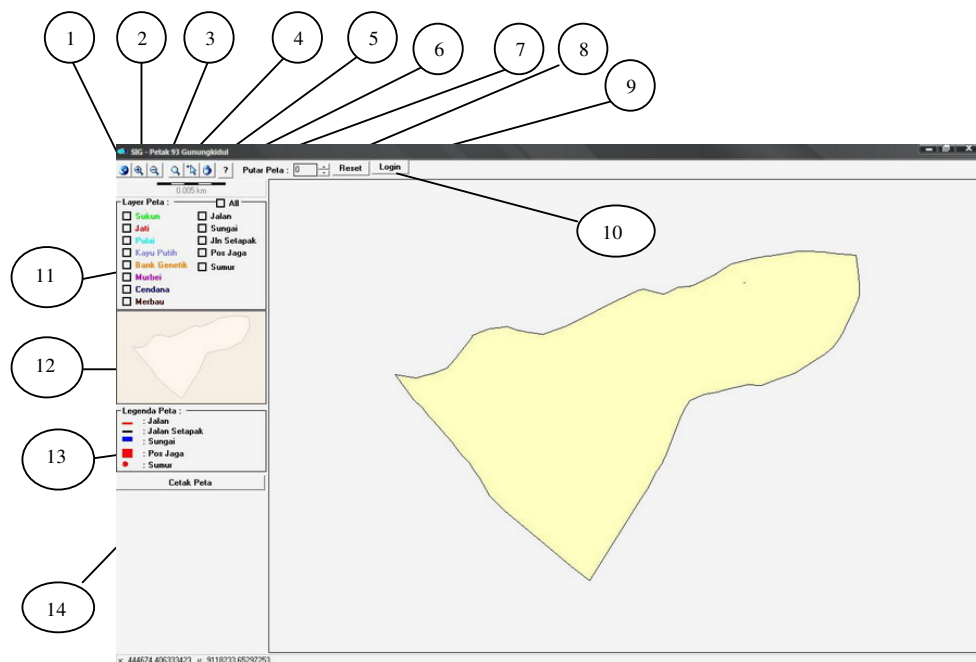 1 2 3 4 5 6 7 8 9
SIG - Petak 93 Gunungkidul
? Putar Peta : 0 Reset Login
0.005 km
10
Layer Peta : All
Sukun Jalan
Jati Sungai
Pulai Jln Setapak
Kayu Putih Pos Jaga
Bank Genetik Sumur
Murbei
Cendana
Merbau
11
12
Legenda Peta :
: Jalan
: Jalan Setapak
: Sungai
: Pos Jaga
: Sumur
13
Cetak Peta
14
x: 444674.406333423 y: 9118233.65297253